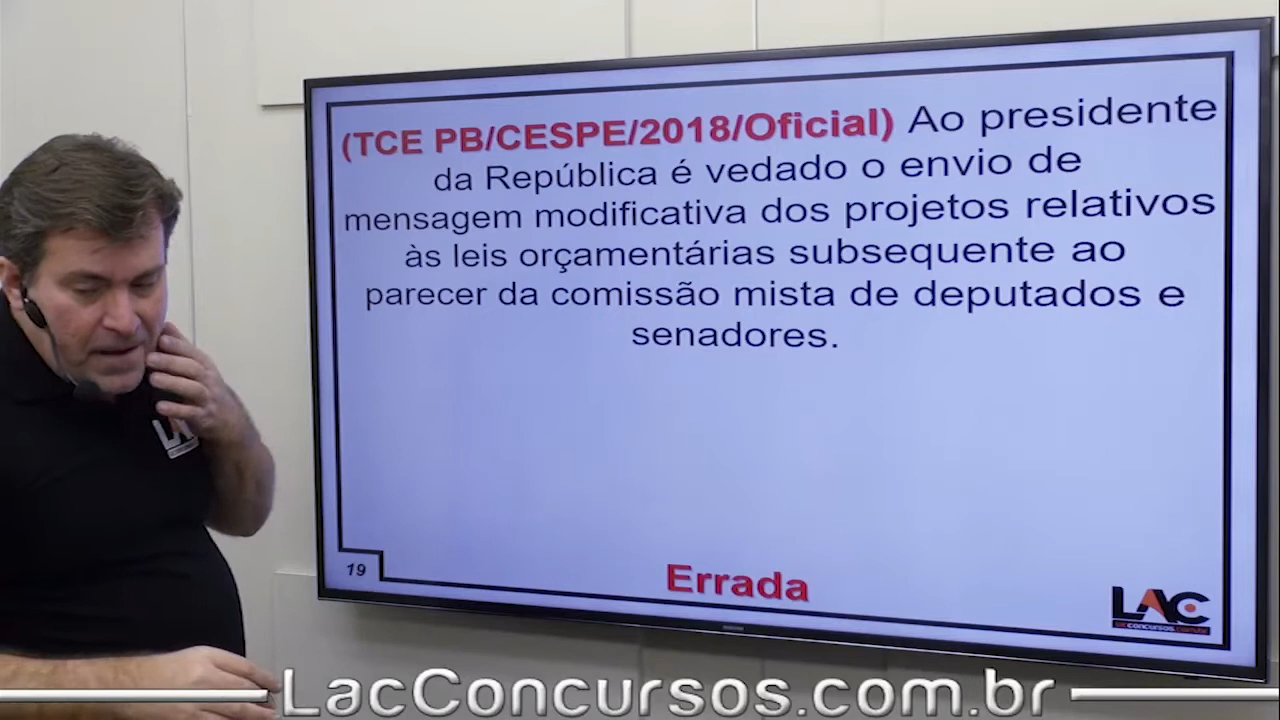 (TCE PB/CESPE/2018/Oficial) Ao presidente
da República é vedado o envio de
mensagem modificativa dos projetos relativos
às leis orçamentárias subsequente ao
parecer da comissão mista de deputados e
senadores.
19
Errada
LAC
LacConcursos.com.br